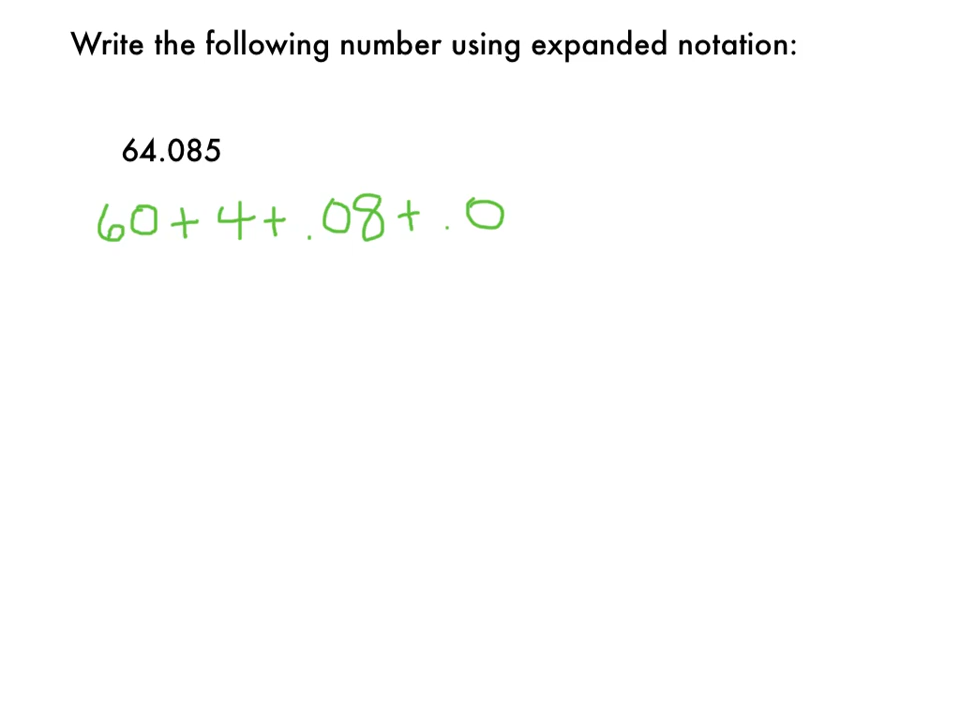 Write the following number using expanded notation:
64.085
60 + 4 + .08 + .0